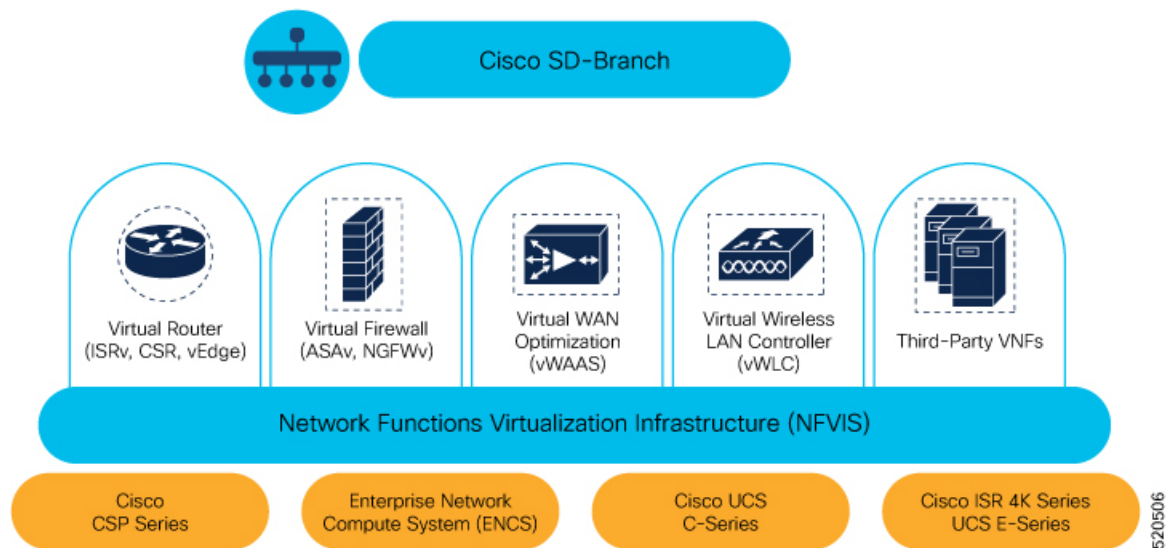 Cisco SD-Branch
Virtual Router
(ISRv, CSR, vEdge)
Virtual Firewall
(ASAv, NGFWv)
Virtual WAN
Optimization
(vWAAS)
Virtual Wireless
LAN Controller
(vWLC)
Third-Party VNFs
Network Functions Virtualization Infrastructure (NFVIS)
Cisco
CSP Series
Enterprise Network
Compute System (ENCS)
Cisco UCS
C-Series
Cisco ISR 4K Series
UCS E-Series
520506